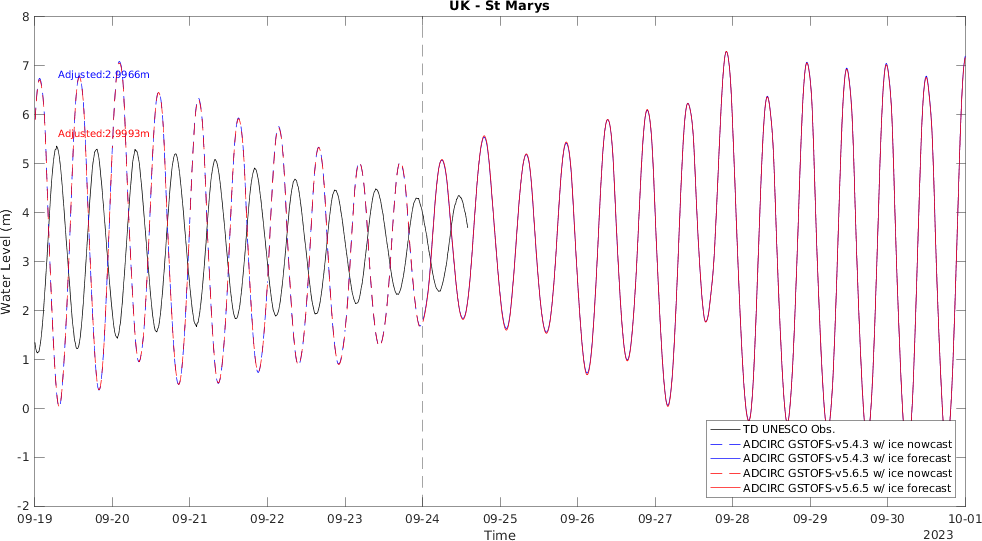 UK - St Marys
8
7
6
5
4
3
2
1
0
-1
-2
Water Level (m)
Adjusted:2.9966m
Adjusted:2.9993m
TD UNESCO Obs.
ADCIRC GSTOFS-v5.4.3 w/ ice nowcast
ADCIRC GSTOFS-v5.4.3 w/ ice forecast
ADCIRC GSTOFS-v5.6.5 w/ ice nowcast
ADCIRC GSTOFS-v5.6.5 w/ ice forecast
09-19 09-20 09-21 09-22 09-23 09-24 09-25 09-26 09-27 09-28 09-29 09-30 10-01
Time
2023